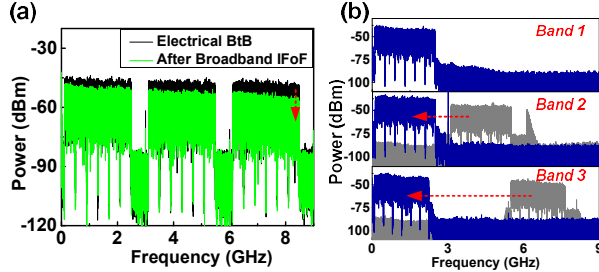 (a)
Power (dBm)
-20
-60
-90
-120
Electrical BtB
After Broadband IFoF
0
2
4
6
8
Frequency (GHz)
(b)
Power (dBm)
-50
-75
100
Band 1
-50
-75
-100
Band 2
-50
-75
100
Band 3
0
3
6
9
Frequency (GHz)